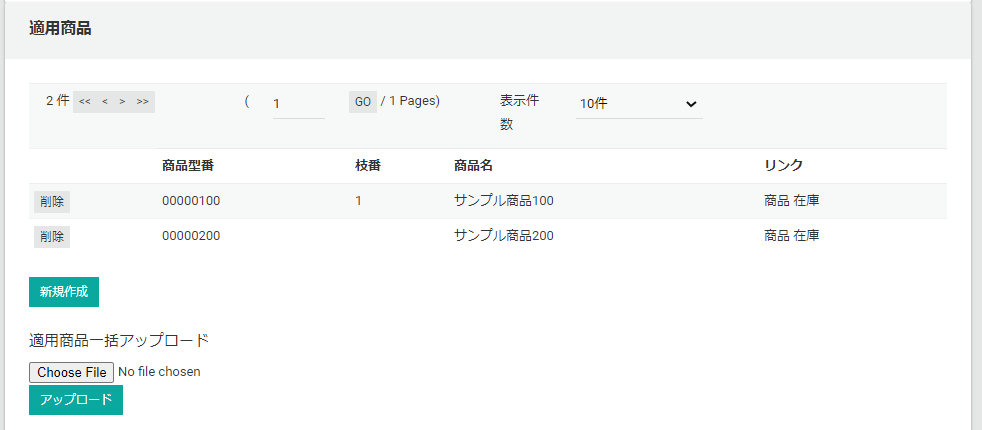 適用商品
2 件 << < > >> ( 1 GO / 1 Pages) 表示件 10件
数
商品型番 枝番 商品名 リンク
削除 00000100 1 サンプル商品100 商品 在庫
削除 00000200 サンプル商品200 商品 在庫
新規作成
適用商品一括アップロード
Choose File No file chosen
アップロード